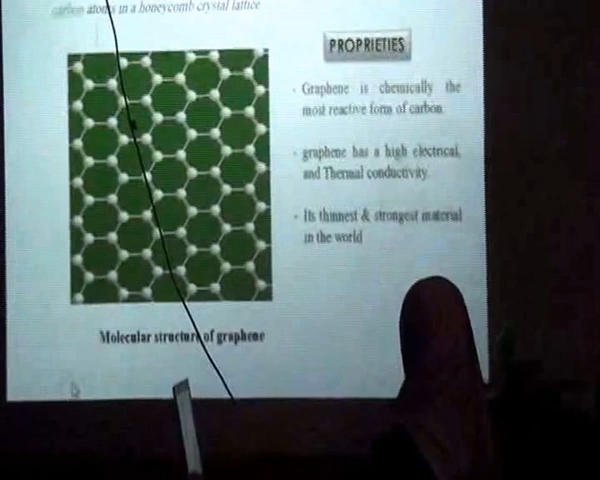 carbon atoms in a honeycomb crystal lattice
PROPRIETIES
- Graphene is chemically the
most reactive form of carbon.
- graphene has a high electrical,
and Thermal conductivity.
- Its thinnest & strongest material
in the world
Molecular structure of graphene